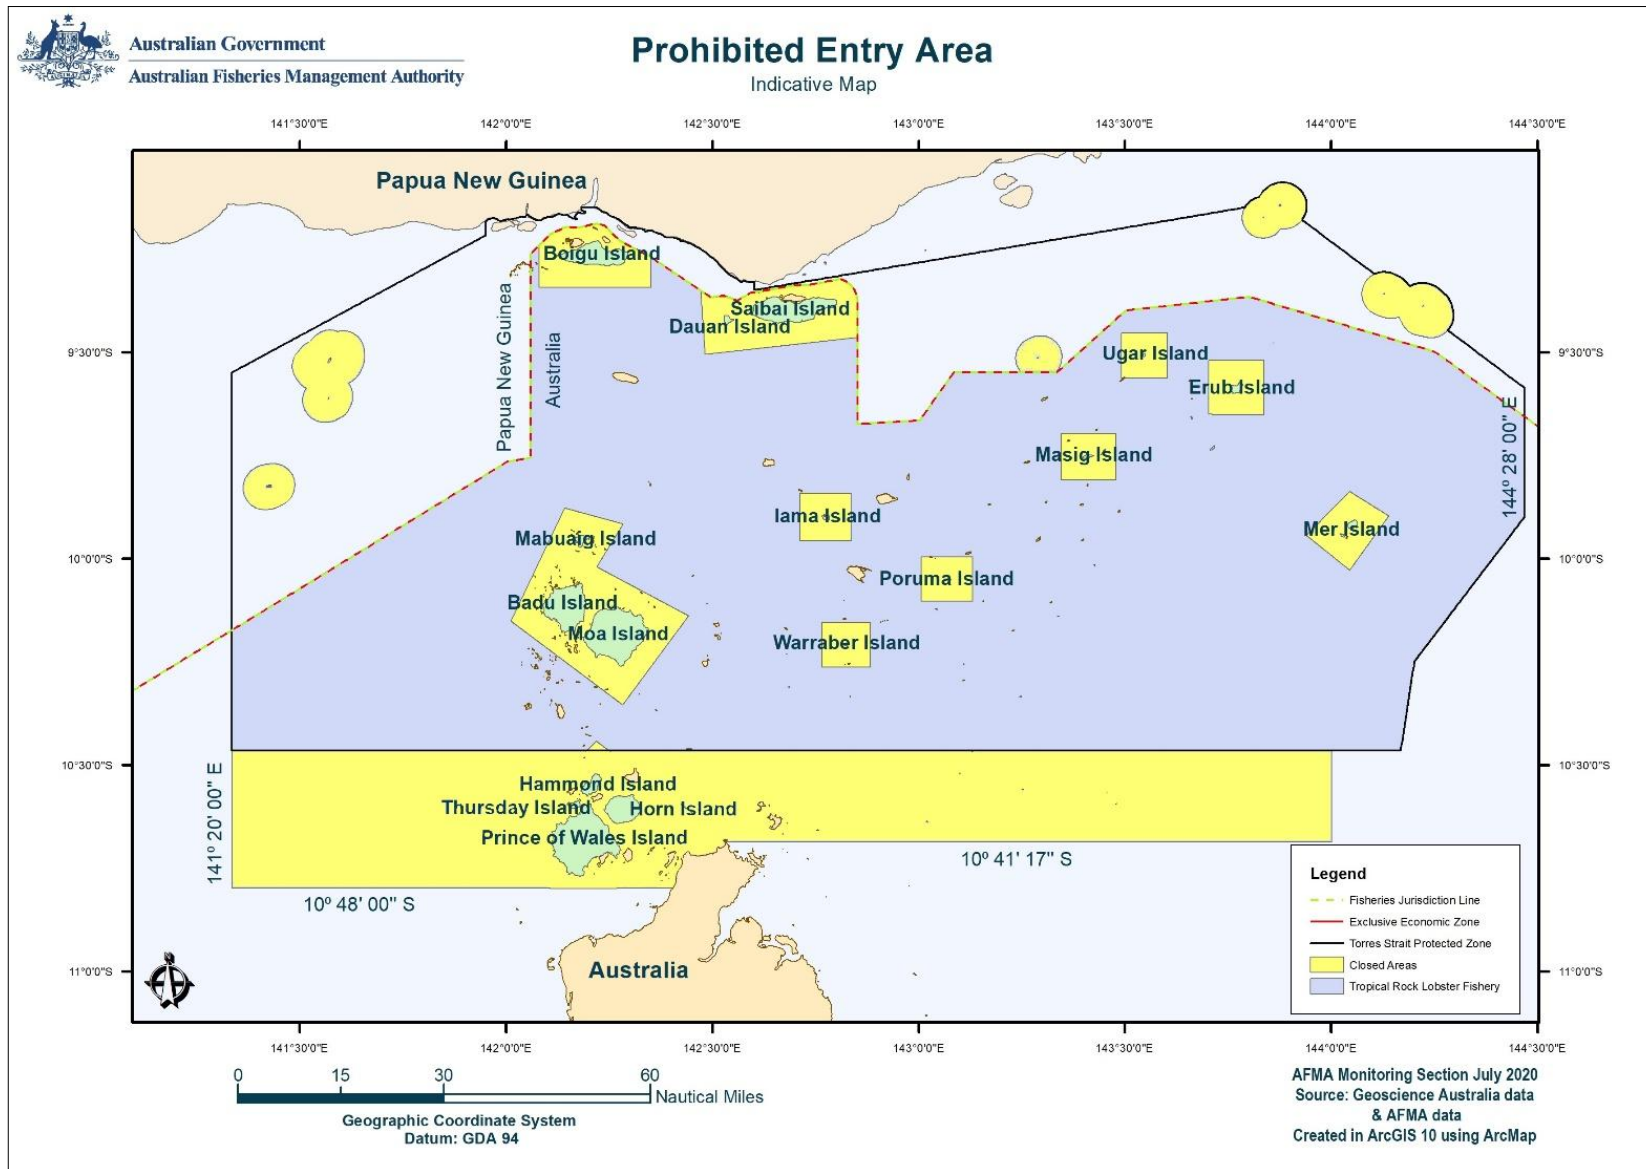 Australian Government
Australian Fisheries Management Authority
Prohibited Entry Area
Indicative Map
141°30'0"E 142°0'0"E 142°30'0"E 143°0'0"E 143°30'0"E 144°0'0"E 144°30'0"E
Papua New Guinea
Boigu Island
Saibai Island
Dauan Island
Papua New Guinea
Australia
9°30'0"S
9°30'0"S
Ugar Island
Erub Island
Masig Island
144° 28' 00" E
Iama Island
Mer Island
Mabuaig Island
10°0'0"S
10°0'0"S
Poruma Island
Badu Island
Moa Island
Warraber Island
10°30'0"S
10°30'0"S
Hammond Island
Thursday Island
Horn Island
Prince of Wales Island
141° 20' 00" E
10° 41' 17" S
10° 48' 00" S
Legend
Fisheries Jurisdiction Line
Exclusive Economic Zone
Torres Strait Protected Zone
Closed Areas
Tropical Rock Lobster Fishery
Australia
11°0'0"S
11°0'0"S
141°30'0"E 142°0'0"E 142°30'0"E 143°0'0"E 143°30'0"E 144°0'0"E 144°30'0"E
0 15 30 60
Nautical Miles
Geographic Coordinate System
Datum: GDA 94
AFMA Monitoring Section July 2020
Source: Geoscience Australia data
& AFMA data
Created in ArcGIS 10 using ArcMap